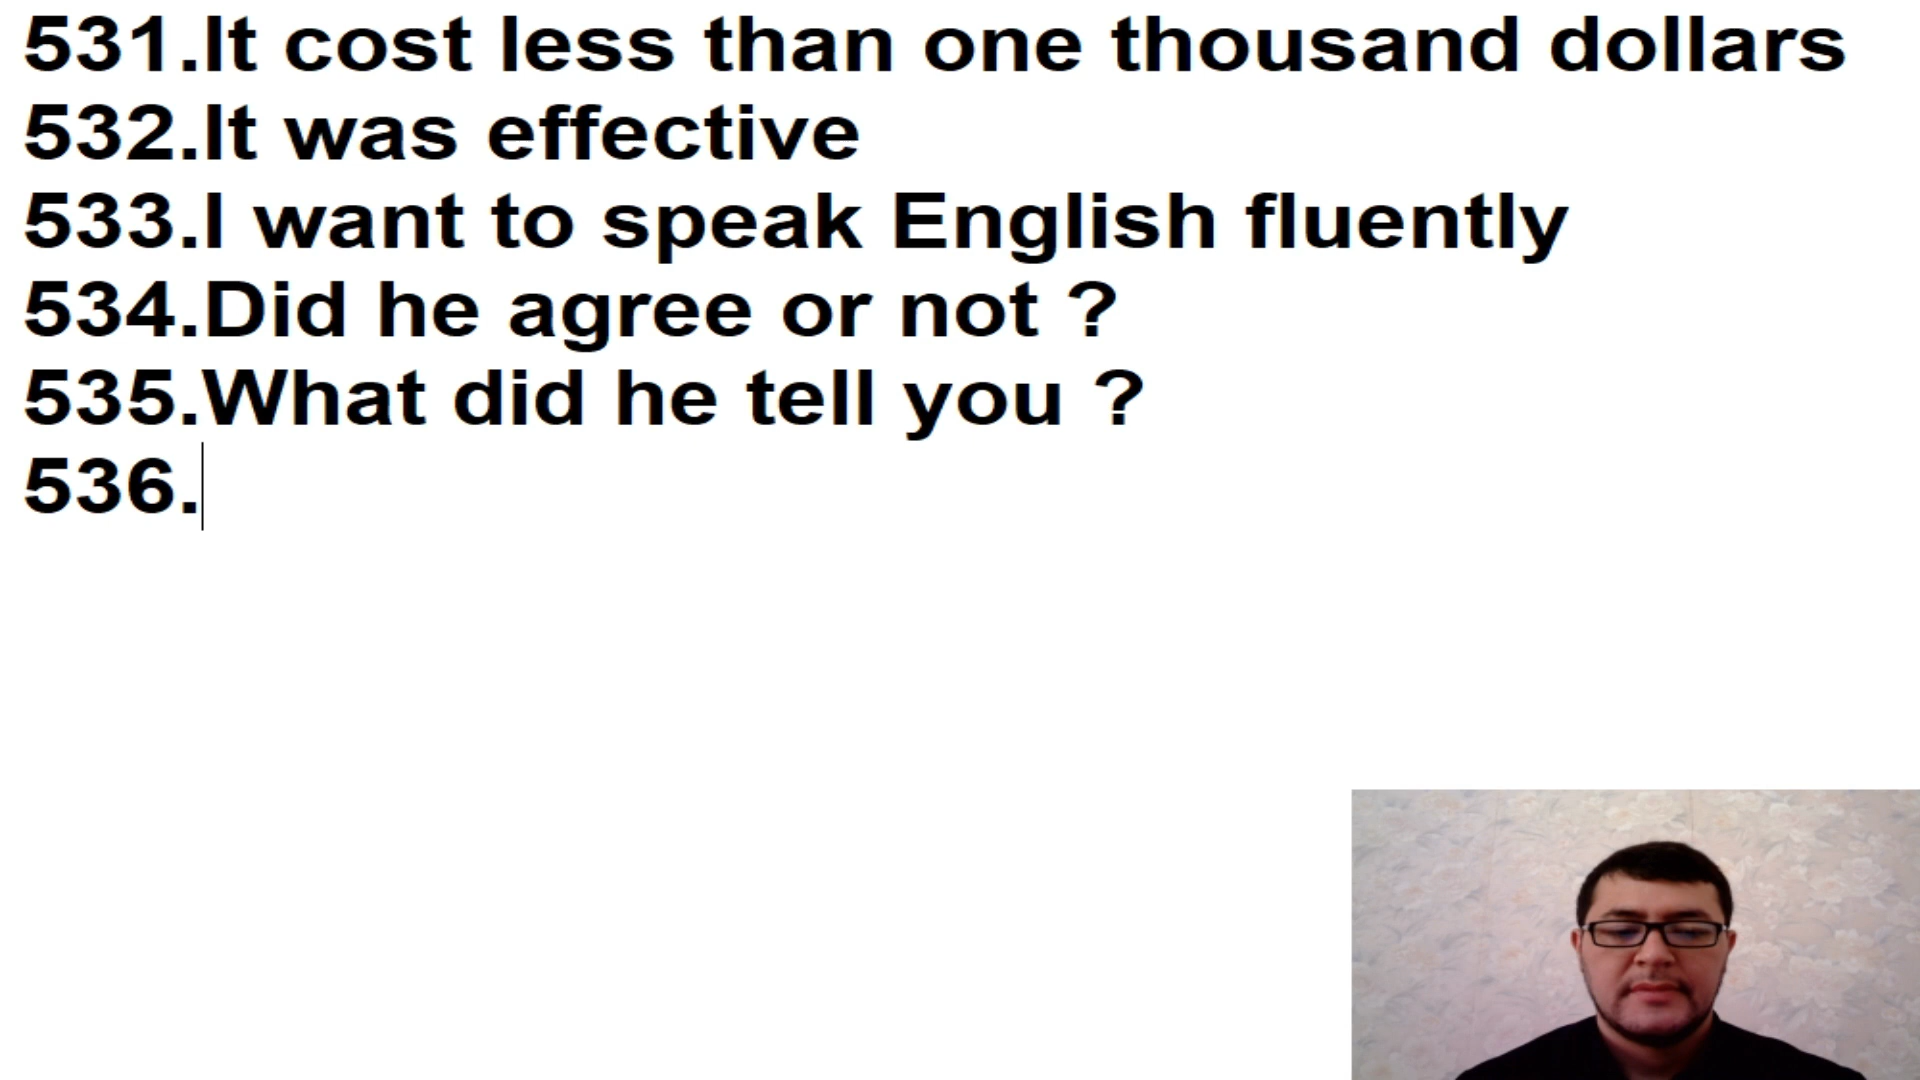 531.It cost less than one thousand dollars
532.It was effective
533.I want to speak English fluently
534.Did he agree or not ?
535.What did he tell you ?
536.